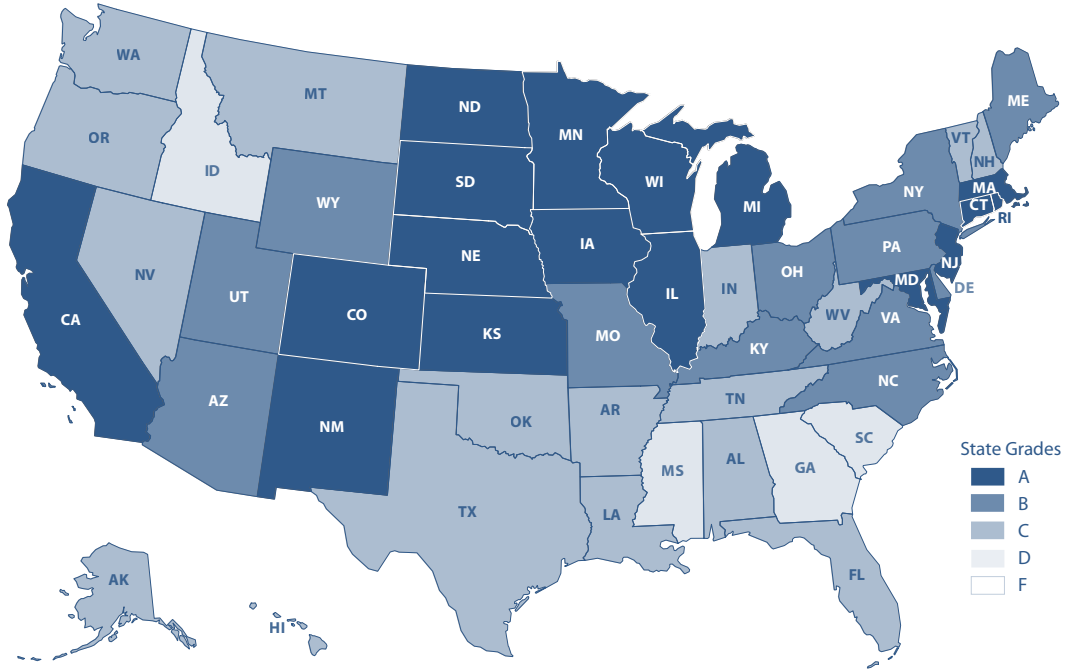 WA
MT
ND
MN
ME
OR
VT
NH
ID
SD
WI
MI
NY
MA
CT
RI
WY
IA
NE
PA
NJ
NV
UT
OH
IN
IL
MD
DE
CO
CA
KS
MO
WV
VA
KY
NC
AZ
NM
OK
AR
TN
SC
MS
AL
GA
TX
LA
FL
AK
HI
State Grades
A
B
C
D
F